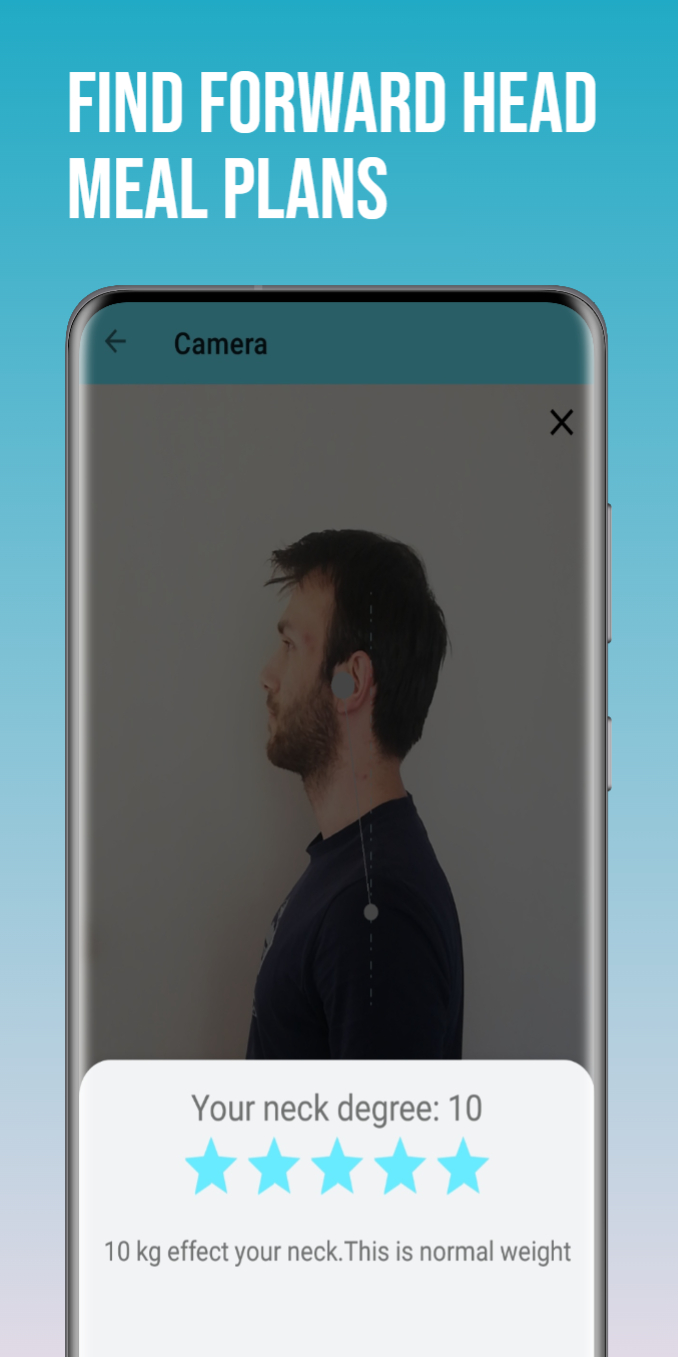 FIND FORWARD HEAD
MEAL PLANS
Camera
Your neck degree: 10
10 kg effect your neck.This is normal weight